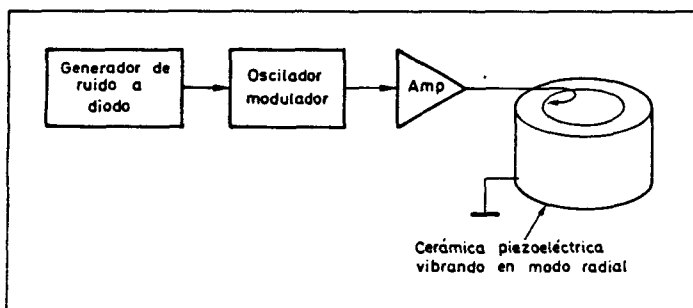 Generador de
ruido a
diodo
Oscilador
modulador
Amp
Cerámica piezoeléctrica
vibrando en modo radial